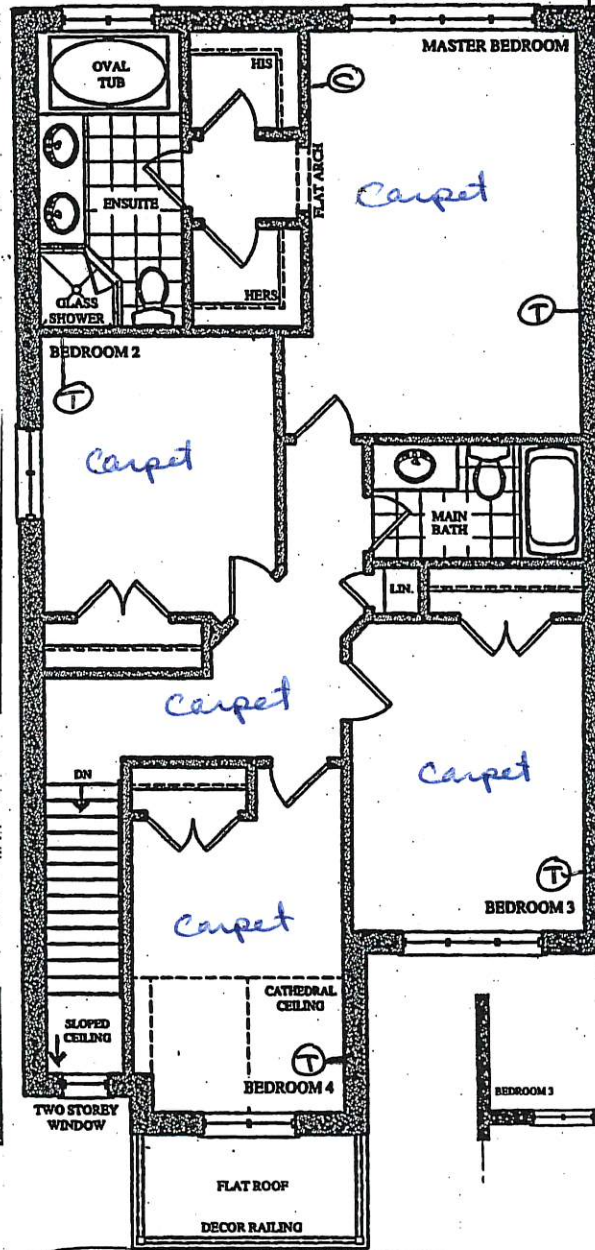 OVAL
TUB
HIS
MASTER BEDROOM
C
FLAT ARCH
Carpet
ENSUITE
HERS
GLASS
SHOWER
T
BEDROOM 2
T
Carpet
MAIN
BATH
LIN.
Carpet
Carpet
DN
T
BEDROOM 3
Carpet
CATHEDRAL
CEILING
SLOPED
CEILING
T
BEDROOM 4
BEDROOM 3
TWO STOREY
WINDOW
FLAT ROOF
DECOR RAILING